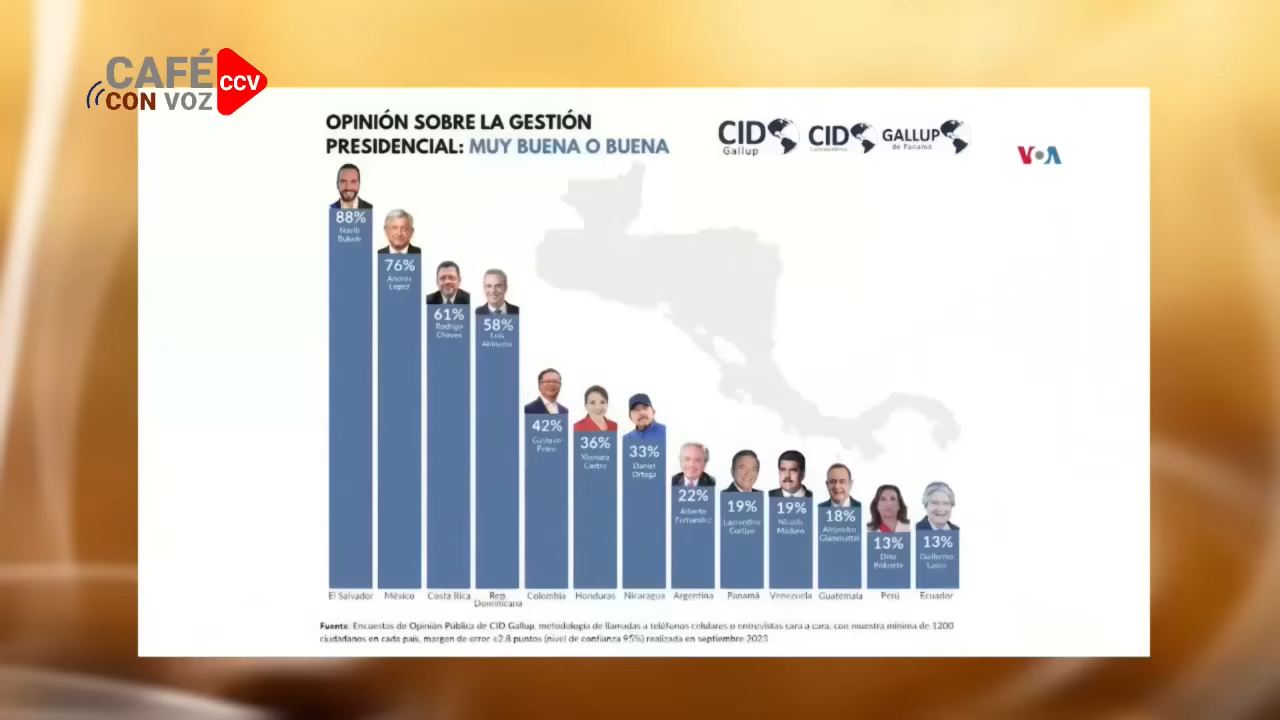 CAFÉ
CON VOZ
CCV
OPINIÓN SOBRE LA GESTIÓN
PRESIDENCIAL: MUY BUENA O BUENA
CID
Gallup
CID
Latinoamérica
GALLUP
de Panamá
VOA
88%
Nayib
Bukele
76%
Andrés
López
61%
Rodrigo
Chaves
58%
Luis
Abinader
42%
Gustavo
Petro
36%
Xiomara
Castro
33%
Daniel
Ortega
22%
Alberto
Fernández
19%
Laurentino
Cortizo
19%
Nicolás
Maduro
18%
Alejandro
Giammattei
13%
Dina
Boluarte
13%
Guillermo
Lasso
El Salvador
México
Costa Rica
Rep.
Dominicana
Colombia
Honduras
Nicaragua
Argentina
Panamá
Venezuela
Guatemala
Perú
Ecuador
Fuente: Encuestas de Opinión Pública de CID Gallup, metodología de llamadas a teléfonos celulares o entrevistas cara a cara, con muestra mínima de 1200
ciudadanos en cada país, margen de error ±2.8 puntos (nivel de confianza 95%) realizada en septiembre 2023